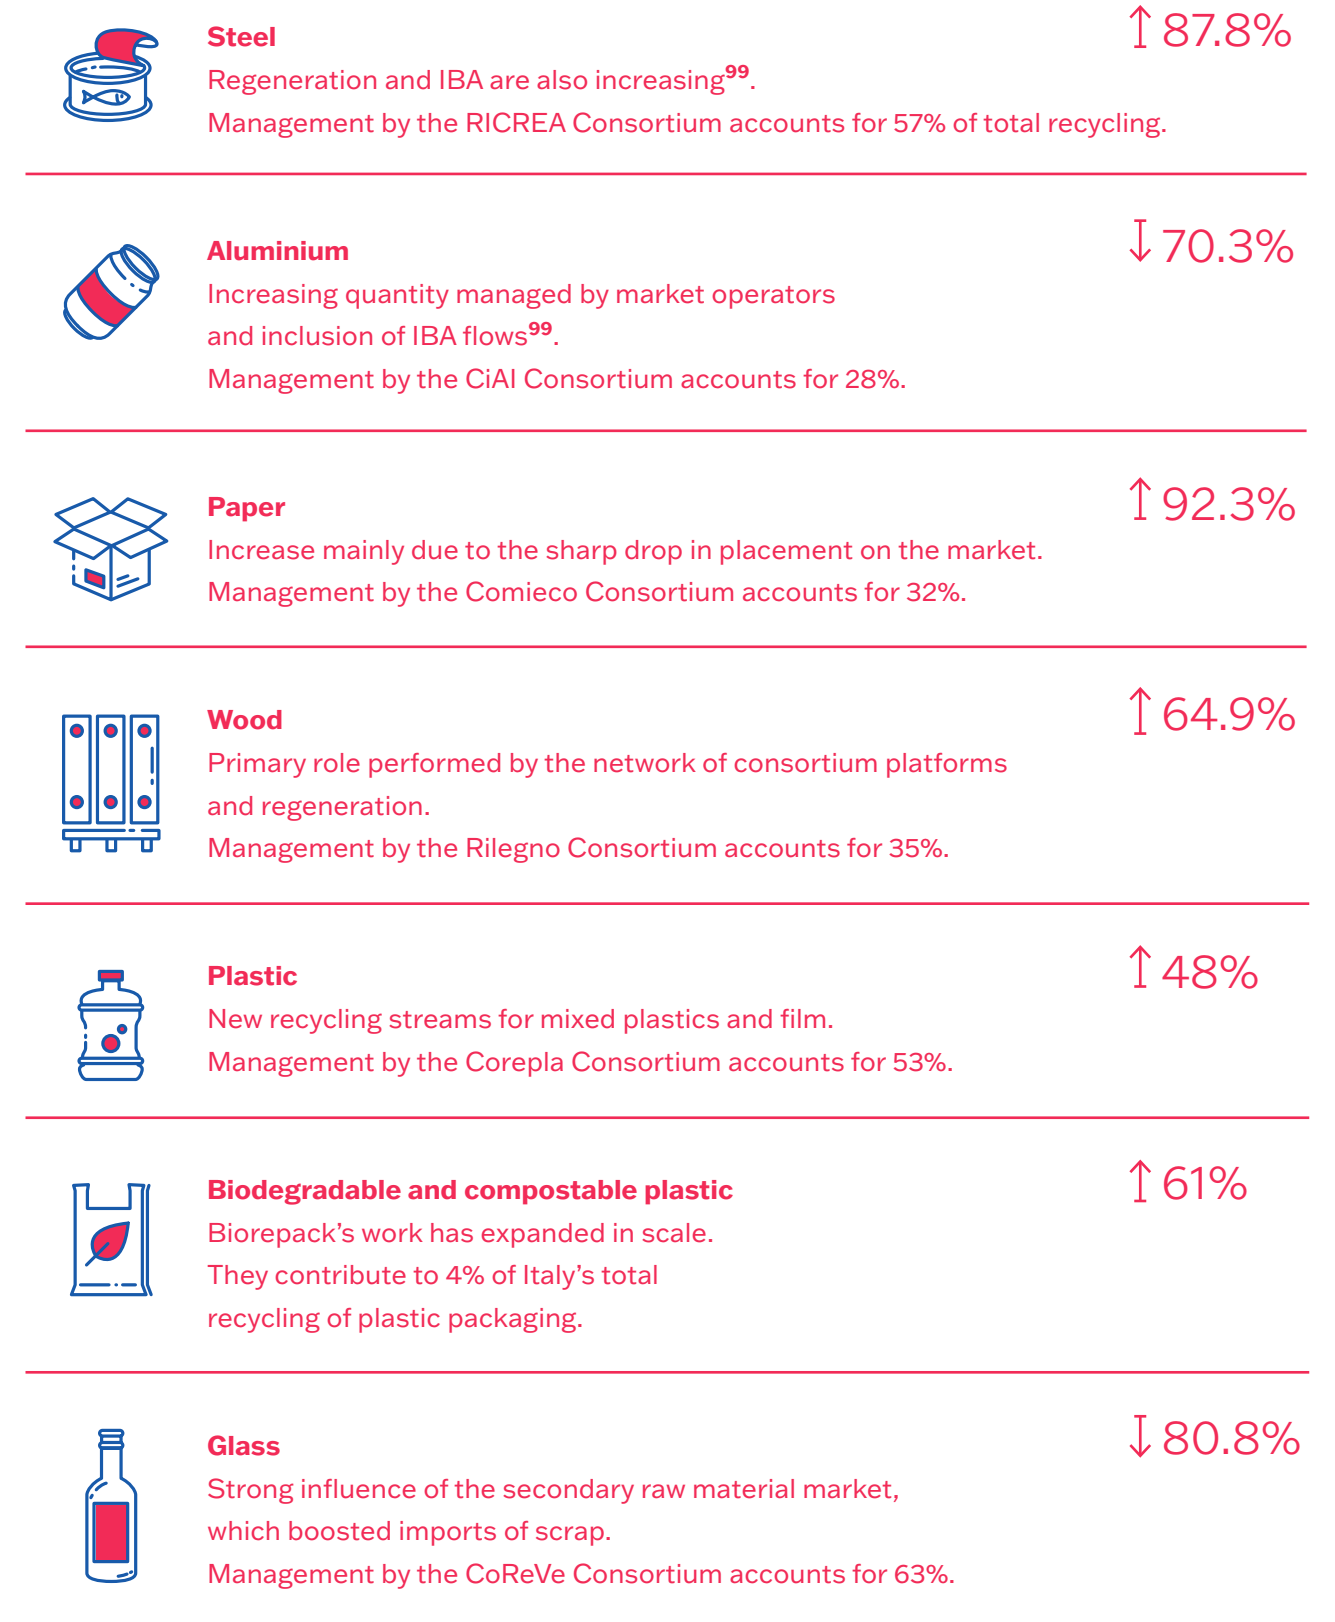 Steel
↑ 87.8%
Regeneration and IBA are also increasing99.
Management by the RICREA Consortium accounts for 57% of total recycling.
Aluminium
↓ 70.3%
Increasing quantity managed by market operators
and inclusion of IBA flows99.
Management by the CiAl Consortium accounts for 28%.
Paper
↑ 92.3%
Increase mainly due to the sharp drop in placement on the market.
Management by the Comieco Consortium accounts for 32%.
Wood
↑ 64.9%
Primary role performed by the network of consortium platforms
and regeneration.
Management by the Rilegno Consortium accounts for 35%.
Plastic
↑ 48%
New recycling streams for mixed plastics and film.
Management by the Corepla Consortium accounts for 53%.
Biodegradable and compostable plastic
↑ 61%
Biorepack’s work has expanded in scale.
They contribute to 4% of Italy’s total
recycling of plastic packaging.
Glass
↓ 80.8%
Strong influence of the secondary raw material market,
which boosted imports of scrap.
Management by the CoReVe Consortium accounts for 63%.